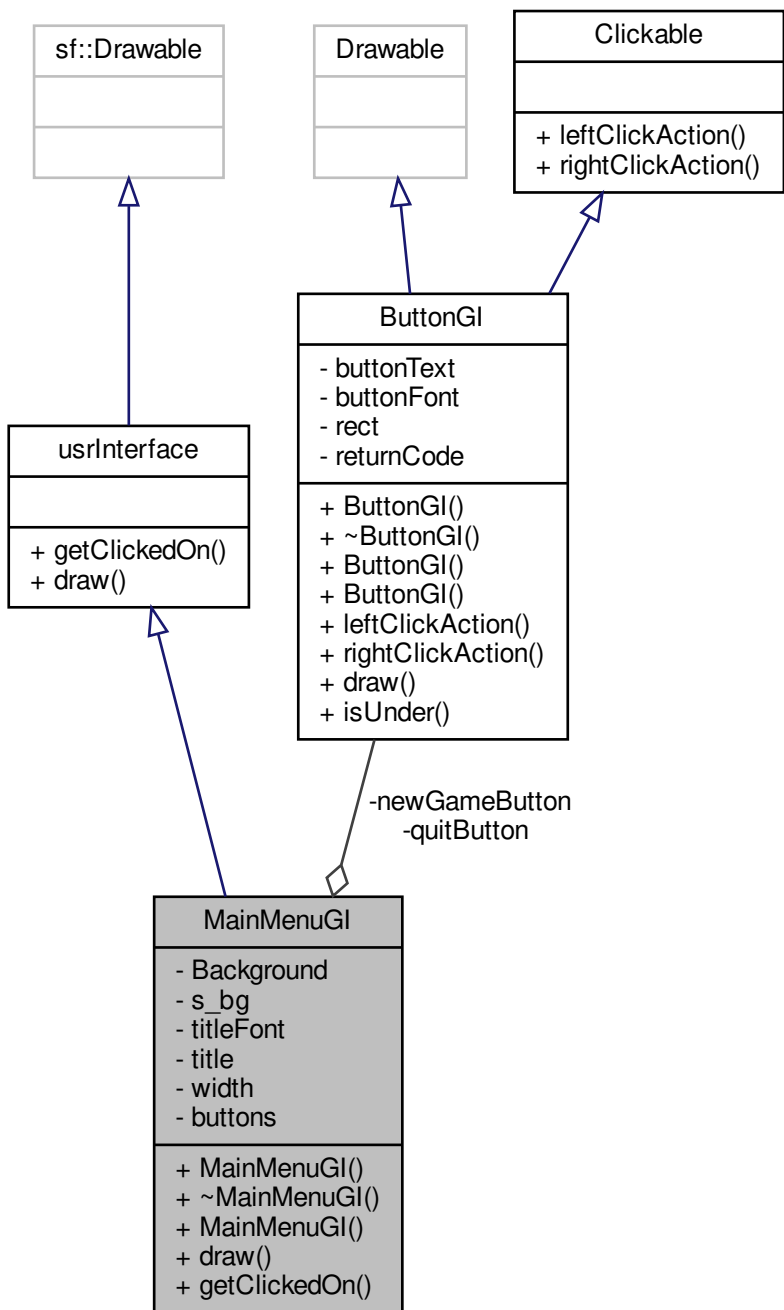 sf::Drawable
Drawable
Clickable
+ leftClickAction()
+ rightClickAction()
ButtonGI
- buttonText
- buttonFont
- rect
- returnCode
+ ButtonGI()
+ ~ButtonGI()
+ ButtonGI()
+ ButtonGI()
+ leftClickAction()
+ rightClickAction()
+ draw()
+ isUnder()
usrInterface
+ getClickedOn()
+ draw()
-newGameButton
-quitButton
MainMenuGI
- Background
- s_bg
- titleFont
- title
- width
- buttons
+ MainMenuGI()
+ ~MainMenuGI()
+ MainMenuGI()
+ draw()
+ getClickedOn()